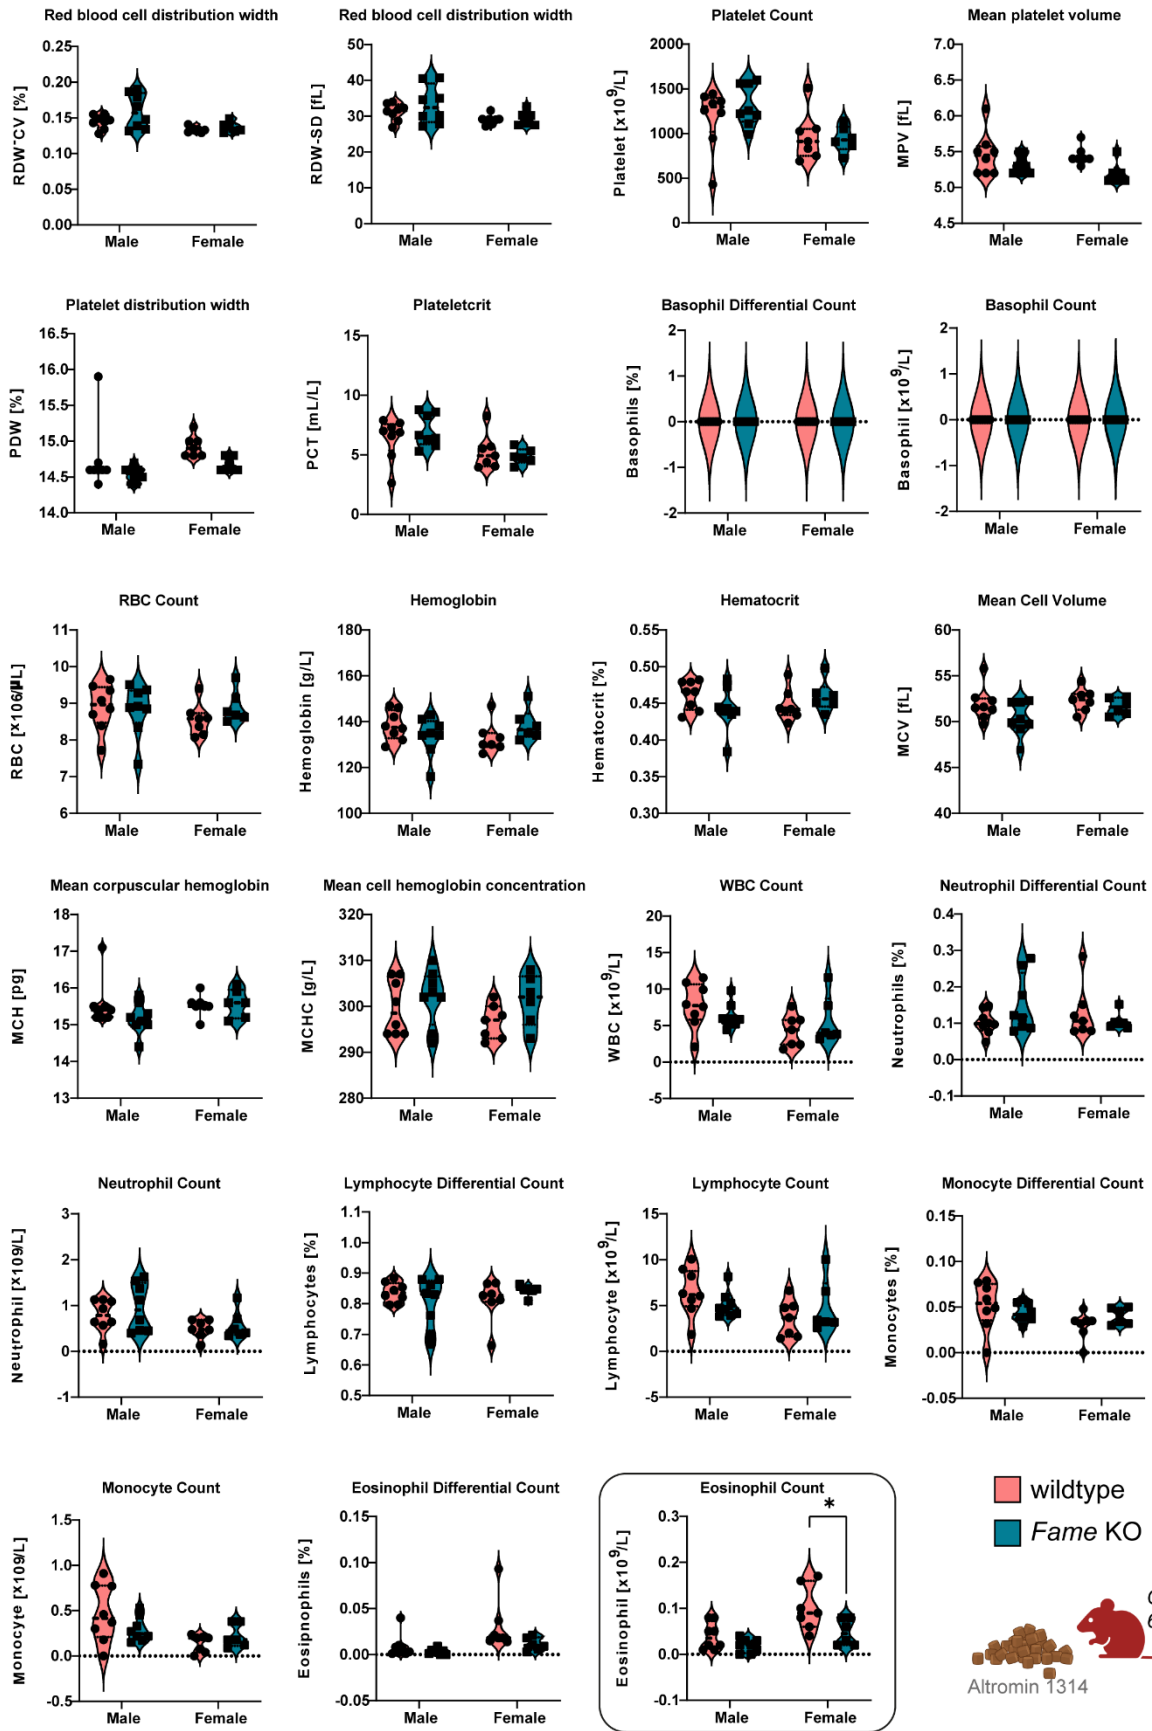 Red blood cell distribution width
RDW-CV [%]
0.25
0.20
0.15
0.10
0.05
0.00
Male Female
Red blood cell distribution width
RDW-SD [fL]
50
40
30
20
10
0
Male Female
Platelet Count
Platelet [x10⁹/L]
2000
1500
1000
500
0
Male Female
Mean platelet volume
MPV [fL]
7.0
6.5
6.0
5.5
5.0
4.5
Male Female
Platelet distribution width
PDW [%]
16.5
16.0
15.5
15.0
14.5
14.0
Male Female
Plateletcrit
PCT [mL/L]
15
10
5
0
Male Female
Basophil Differential Count
Basophils [%]
2
1
0
-1
-2
Male Female
Basophil Count
Basophil [x10⁹/L]
2
1
0
-1
-2
Male Female
RBC Count
11
10
9
8
7
6
Male Female
Hemoglobin
Hemoglobin [g/L]
180
160
140
120
100
Male Female
Hematocrit
Hematocrit [%]
0.55
0.50
0.45
0.40
0.35
0.30
Male Female
Mean Cell Volume
MCV [fL]
60
55
50
45
40
Male Female
Mean corpuscular hemoglobin
MCH [pg]
18
17
16
15
14
13
Male Female
Mean cell hemoglobin concentration
MCHC [g/L]
320
310
300
290
280
Male Female
WBC Count
WBC [x10⁹/L]
20
15
10
5
0
-5
Male Female
Neutrophil Differential Count
Neutrophils [%]
0.4
0.3
0.2
0.1
0.0
-0.1
Male Female
Neutrophil Count
Neutrophil [x109/L]
3
2
1
0
-1
Male Female
Lymphocyte Differential Count
Lymphocytes [%]
1.1
1.0
0.9
0.8
0.7
0.6
0.5
Male Female
Lymphocyte Count
Lymphocyte [x10⁹/L]
15
10
5
0
-5
Male Female
Monocyte Differential Count
Monocytes [%]
0.15
0.10
0.05
0.00
-0.05
Male Female
Monocyte Count
Monocyte [x109/L]
1.5
1.0
0.5
0.0
-0.5
Male Female
Eosinophil Differential Count
Eosipnophils [%]
0.15
0.10
0.05
0.00
-0.05
Male Female
Eosinophil Count
Eosinophil [x10⁹/L]
0.3
0.2
0.1
0.0
-0.1
*
Male Female
wildtype
Fame KO
Altromin 1314